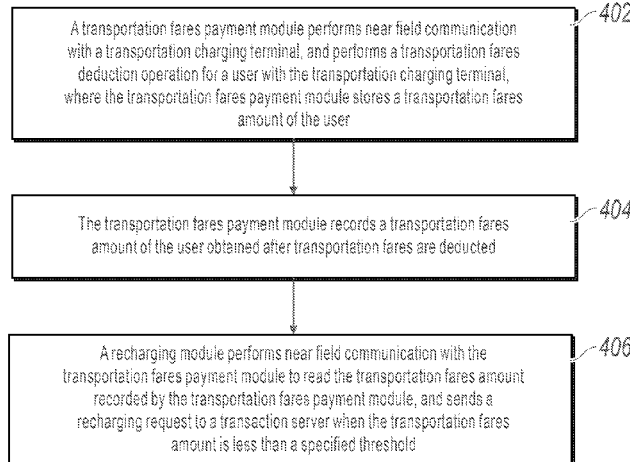 A transportation fares payment module performs near field communication
with a transportation charging terminal, and performs a transportation fares
deduction operation for a user with the transportation charging terminal,
where the transportation fares payment module stores a transportation fares
amount of the user
402
The transportation fares payment module records a transportation fares
amount of the user obtained after transportation fares are deducted
404
A recharging module performs near field communication with the
transportation fares payment module to read the transportation fares amount
recorded by the transportation fares payment module, and sends a
recharging request to a transaction server when the transportation fares
amount is less than a specified threshold
406